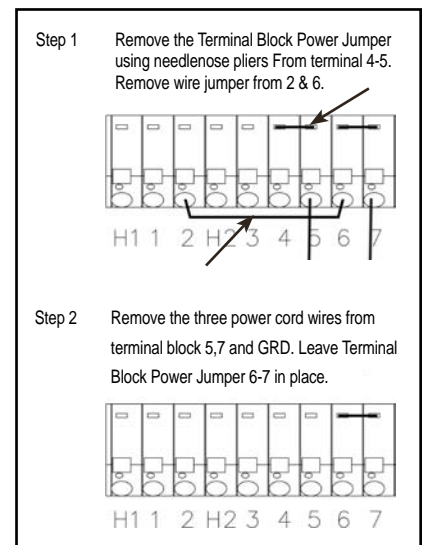 Step 1 Remove the Terminal Block Power Jumper
using needlenose pliers From terminal 4-5.
Remove wire jumper from 2 & 6.
H1 1 2 H2 3 4 5 6 7
Step 2 Remove the three power cord wires from
terminal block 5,7 and GRD. Leave Terminal
Block Power Jumper 6-7 in place.
H1 1 2 H2 3 4 5 6 7